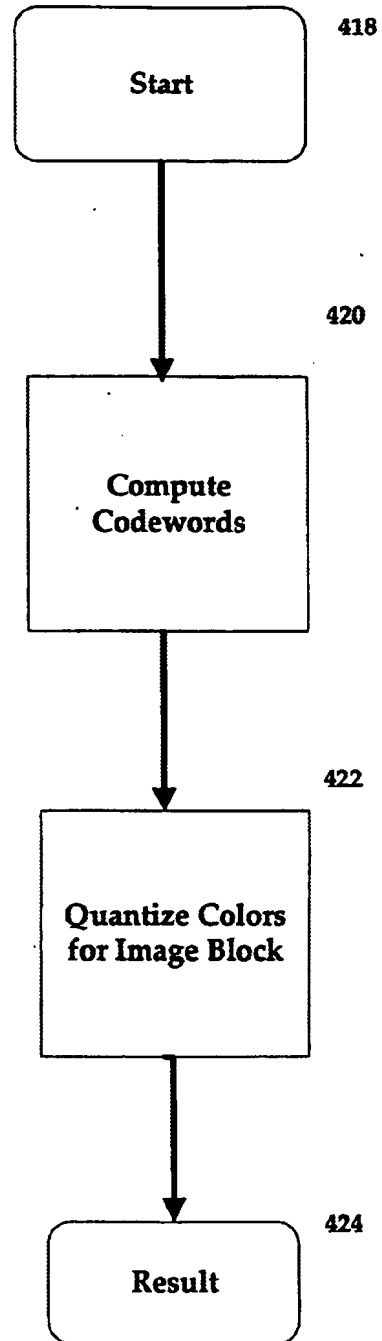 418
Start
420
Compute
Codewords
422
Quantize Colors
for Image Block
424
Result